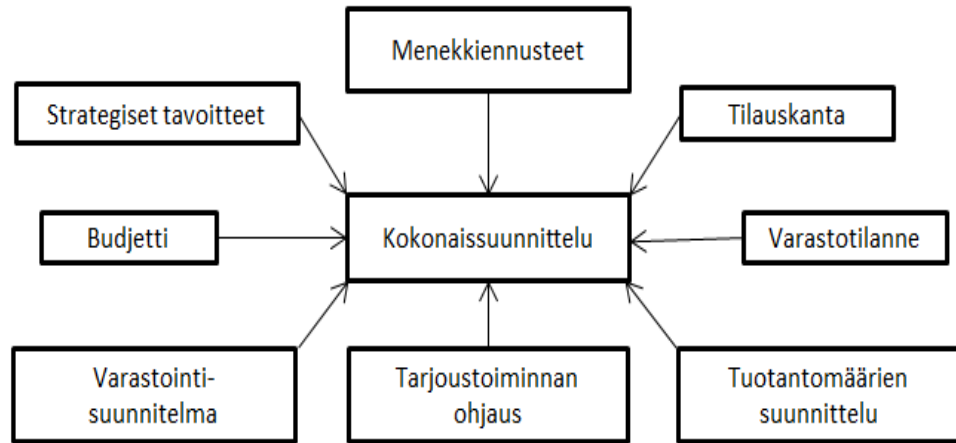 Menekkiennusteet
Strategiset tavoitteet
Tilauskanta
Budjetti
Kokonaissuunnittelu
Varastotilanne
Varastointi-
suunnitelma
Tarjoustoiminnan
ohjaus
Tuotantomäärien
suunnittelu